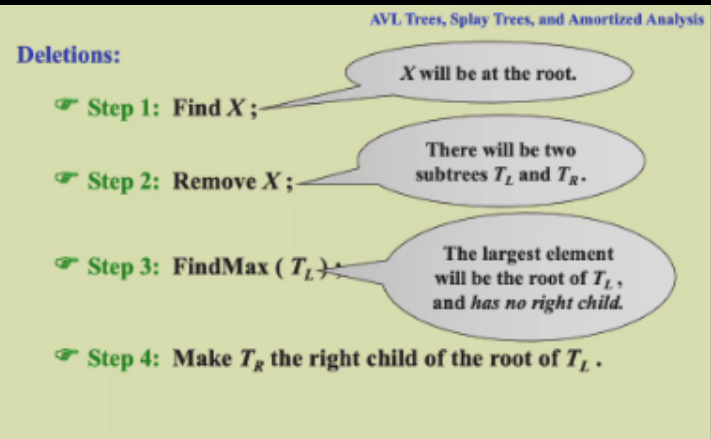 AVL Trees, Splay Trees, and Amortized Analysis
Deletions:
X will be at the root.
☞ Step 1: Find X ;
There will be two
subtrees T_L and T_R .
☞ Step 2: Remove X ;
The largest element
will be the root of T_L ,
and has no right child.
☞ Step 3: FindMax ( T_L ) ;
☞ Step 4: Make T_R the right child of the root of T_L .